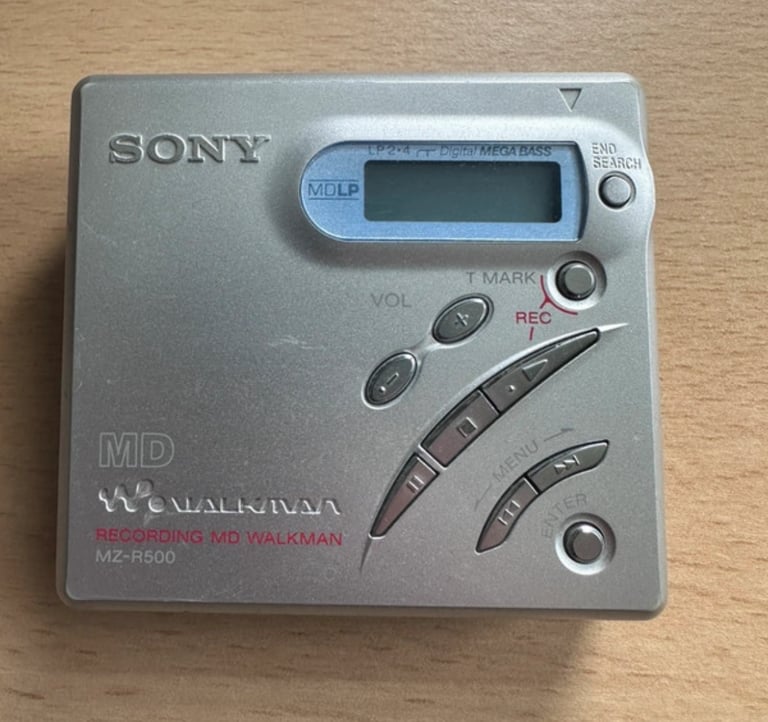 SONY
LP2•4 Digital MEGA BASS
MDLP
END
SEARCH
T MARK
REC
VOL
+
-
MENU
ENTER
MD
WALKMAN
RECORDING MD WALKMAN
MZ-R500